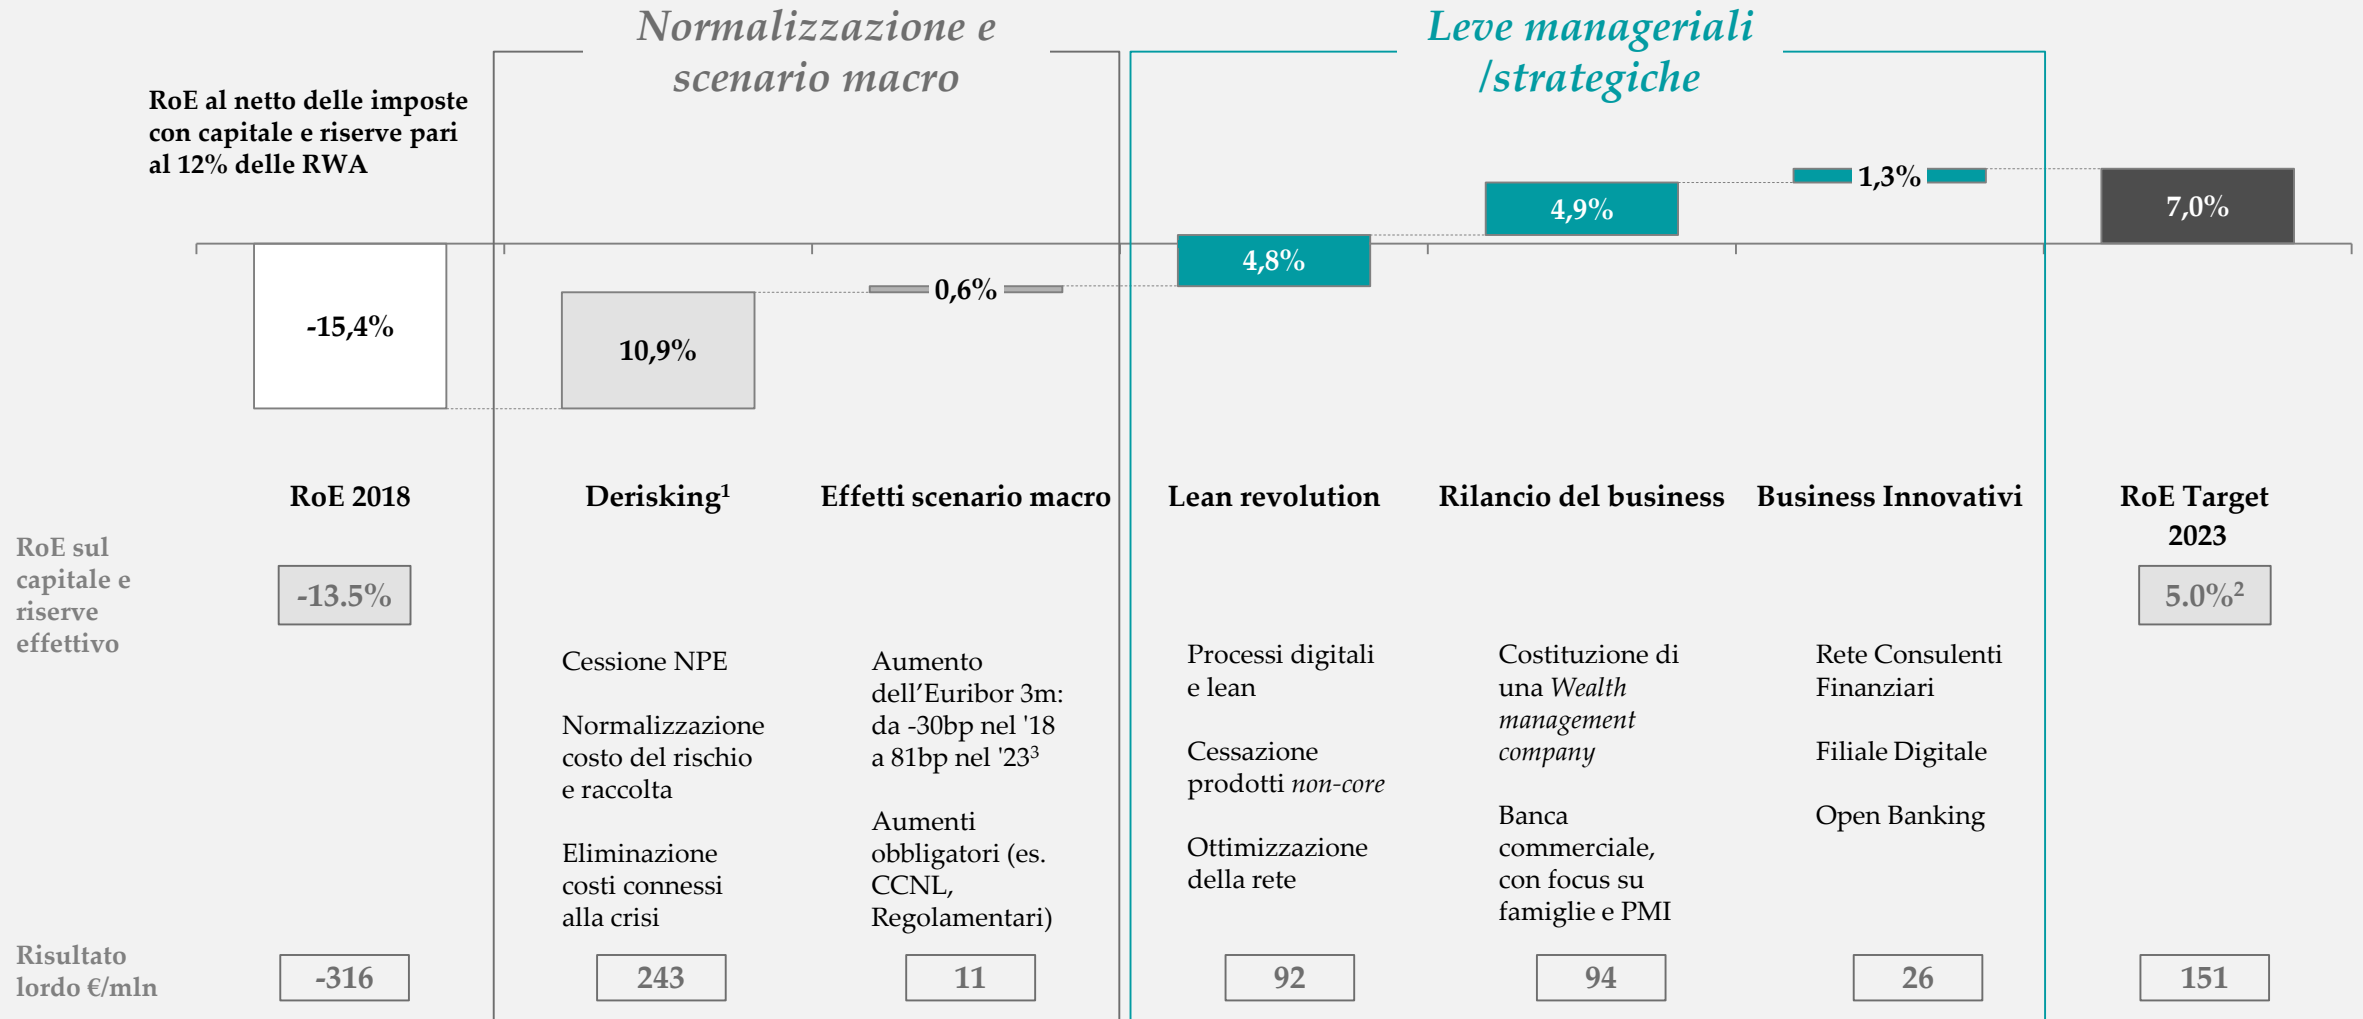 Normalizzazione e
scenario macro
Leve manageriali
/strategiche
RoE al netto delle imposte
con capitale e riserve pari
al 12% delle RWA
-15,4%
10,9%
0,6%
4,8%
4,9%
1,3%
7,0%
RoE 2018
Derisking¹
Effetti scenario macro
Lean revolution
Rilancio del business
Business Innovativi
RoE Target
2023
RoE sul
capitale e
riserve
effettivo
-13.5%
5.0%²
Cessione NPE
Normalizzazione
costo del rischio
e raccolta
Eliminazione
costi connessi
alla crisi
Aumento
dell’Euribor 3m:
da -30bp nel '18
a 81bp nel '23³
Aumenti
obbligatori (es.
CCNL,
Regolamentari)
Processi digitali
e lean
Cessazione
prodotti non-core
Ottimizzazione
della rete
Costituzione di
una Wealth
management
company
Banca
commerciale,
con focus su
famiglie e PMI
Rete Consulenti
Finanziari
Filiale Digitale
Open Banking
Risultato
lordo €/mln
-316
243
11
92
94
26
151